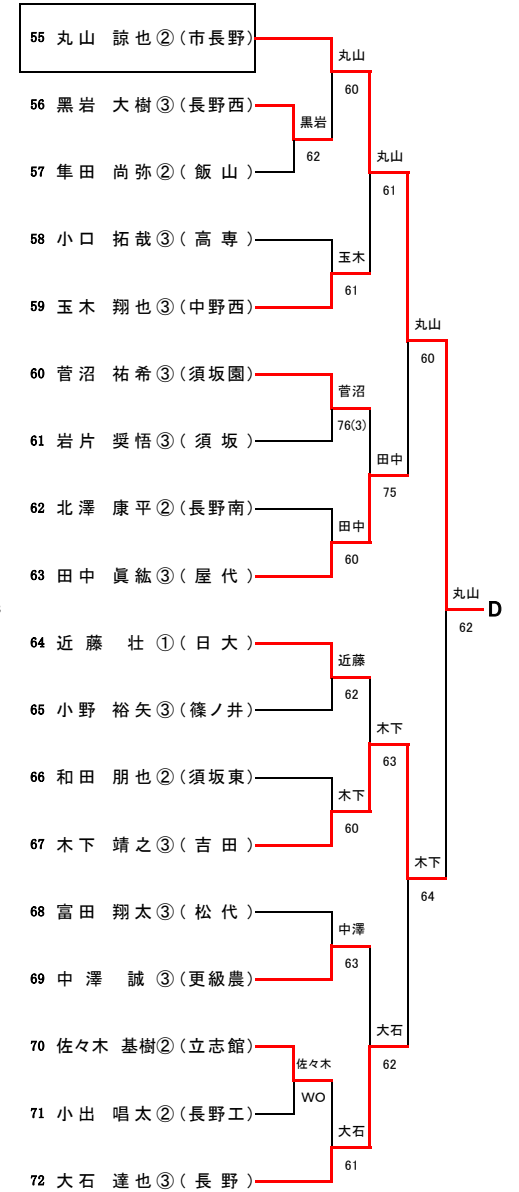 55 丸山 諒也②(市長野)
丸山
60
56 黒岩 大樹③(長野西)
黒岩
62
丸山
61
57 隼田 尚弥②(飯山)
58 小口 拓哉③(高専)
玉木
61
59 玉木 翔也③(中野西)
丸山
60
60 菅沼 祐希③(須坂園)
菅沼
76(3)
61 岩片 奨悟③(須坂)
田中
75
62 北澤 康平②(長野南)
田中
60
63 田中 眞紘③(屋代)
丸山
62
D
64 近藤 壮①(日大)
近藤
62
65 小野 裕矢③(篠ノ井)
木下
63
66 和田 朋也②(須坂東)
木下
60
67 木下 靖之③(吉田)
木下
64
68 富田 翔太③(松代)
中澤
63
69 中澤 誠③(更級農)
大石
62
70 佐々木 基樹②(立志館)
佐々木
WO
71 小出 唱太②(長野工)
大石
61
72 大石 達也③(長野)